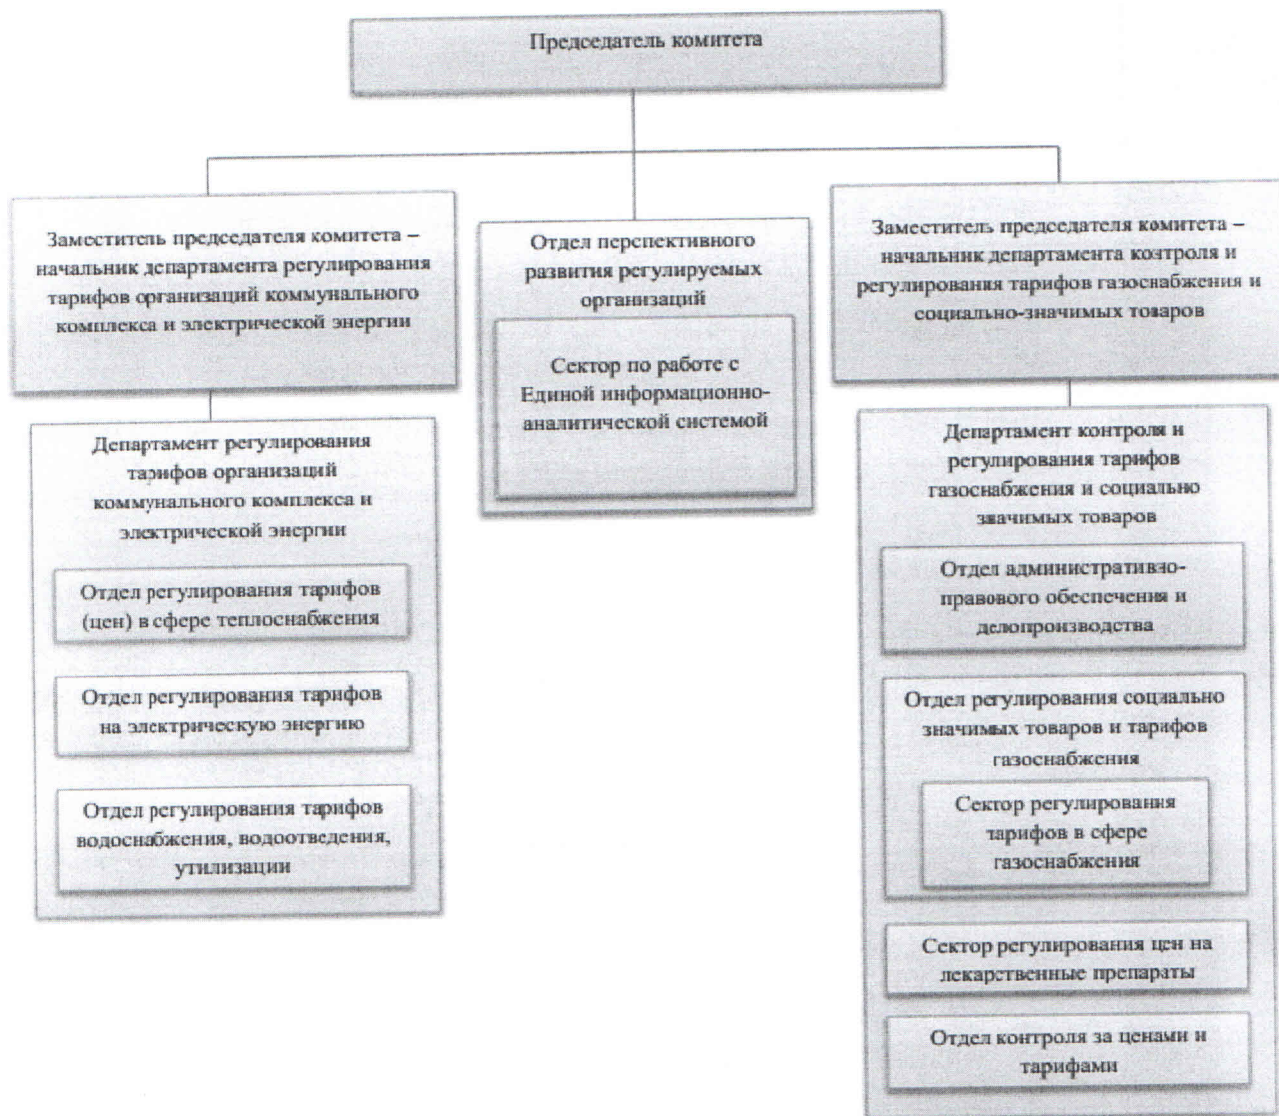 Председатель комитета
Заместитель председателя комитета –
начальник департамента регулирования
тарифов организаций коммунального
комплекса и электрической энергии
Отдел перспективного
развития регулируемых
организаций
Сектор по работе с
Единой информационно-
аналитической системой
Заместитель председателя комитета –
начальник департамента контроля и
регулирования тарифов газоснабжения и
социально-значимых товаров
Департамент регулирования
тарифов организаций
коммунального комплекса и
электрической энергии
Отдел регулирования тарифов
(цен) в сфере теплоснабжения
Отдел регулирования тарифов
на электрическую энергию
Отдел регулирования тарифов
водоснабжения, водоотведения,
утилизации
Департамент контроля и
регулирования тарифов
газоснабжения и социально
значимых товаров
Отдел административно-
правового обеспечения и
делопроизводства
Отдел регулирования социально
значимых товаров и тарифов
газоснабжения
Сектор регулирования
тарифов в сфере
газоснабжения
Сектор регулирования цен на
лекарственные препараты
Отдел контроля за ценами и
тарифами